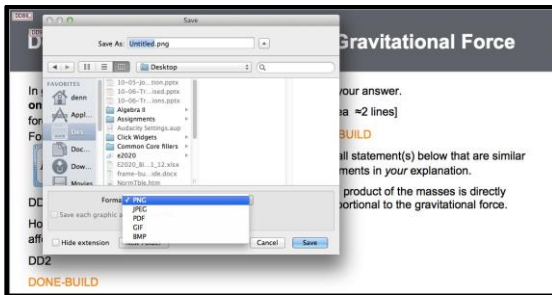 DDB6_
Save
Gravitational Force
Save As: Untitled.png
Desktop
FAVORITES
denn
Appl...
Des...
Doc...
Dow...
Movies
10-05-Jo...tion.pptx
10-06-Tr...ised.pptx
10-06-Tr...ions.pptx
Algebra II
Assignments
Audacity Settings.aup
Click Widgets
Common Core fillers
e2020
E2020_Bl...1_12.xlsx
frame-bu...ide.docx
NormTble.htm
Format
PNG
JPEG
PDF
GIF
BMP
Save each graphic a
Hide extension
New Folder
Cancel
Save
In
on
for
Fo
DD
Ho
aff
DD2
DONE-BUILD
your answer.
ea ≈2 lines]
BUILD
all statement(s) below that are similar
ments in your explanation.
product of the masses is directly
portional to the gravitational force.